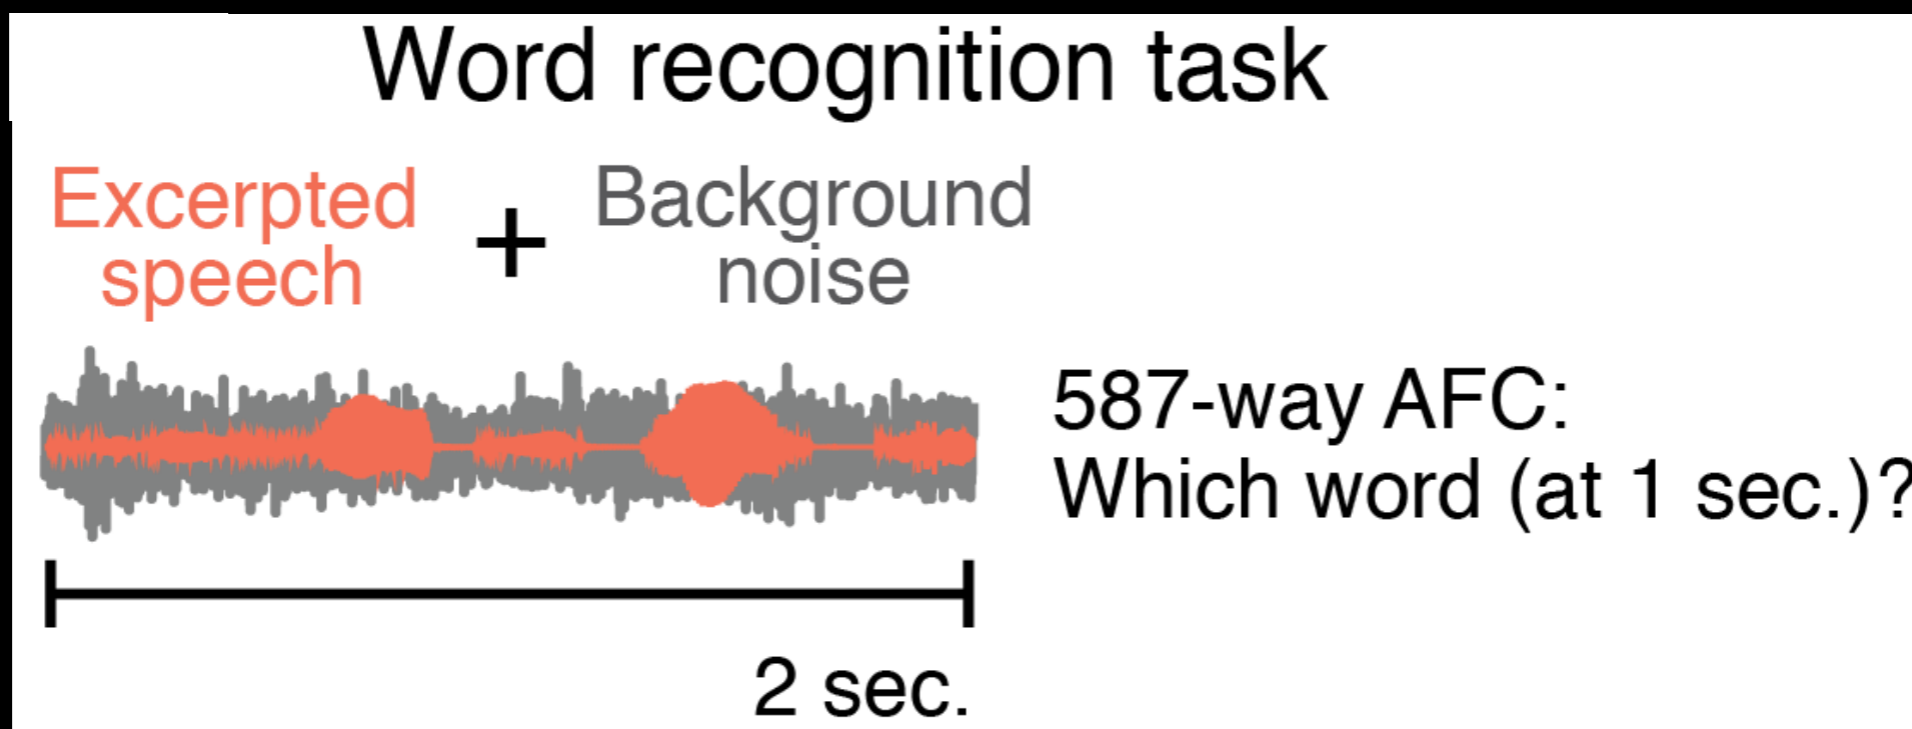 Word recognition task
Excerpted
speech
+
Background
noise
587-way AFC:
Which word (at 1 sec.)?
2 sec.